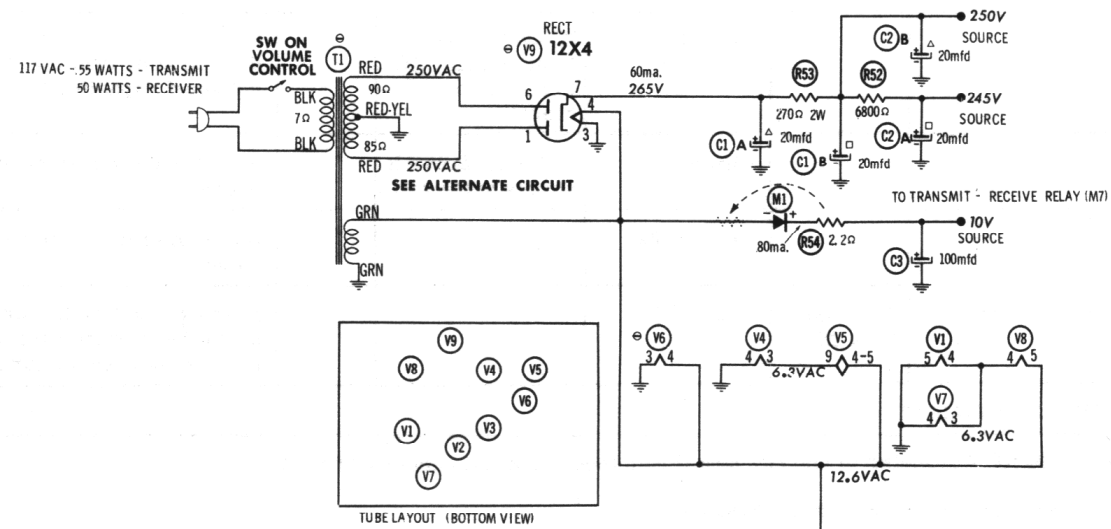 117 VAC - .55 WATTS - TRANSMIT
50 WATTS - RECEIVER
SW ON
VOLUME
CONTROL
BLK
7Ω
BLK
T1
RED 250VAC
90Ω
RED-YEL
85Ω
RED 250VAC
SEE ALTERNATE CIRCUIT
GRN
GRN
RECT
V9 12X4
6
1
7
4
3
60ma.
265V
R53
270Ω 2W
R52
6800Ω
C1 A 20mfd
C1 B 20mfd
C2 B 20mfd
C2 A 20mfd
250V
SOURCE
245V
SOURCE
TO TRANSMIT - RECEIVE RELAY (M7)
M1
- +
80ma.
R54 2.2Ω
10V
SOURCE
C3 100mfd
V6
3 4
V4
4 3
6.3VAC
V5
9 4-5
V1
5 4
V8
4 5
V7
4 3
6.3VAC
12.6VAC
V9
V8
V4
V5
V6
V1
V3
V2
V7
TUBE LAYOUT (BOTTOM VIEW)